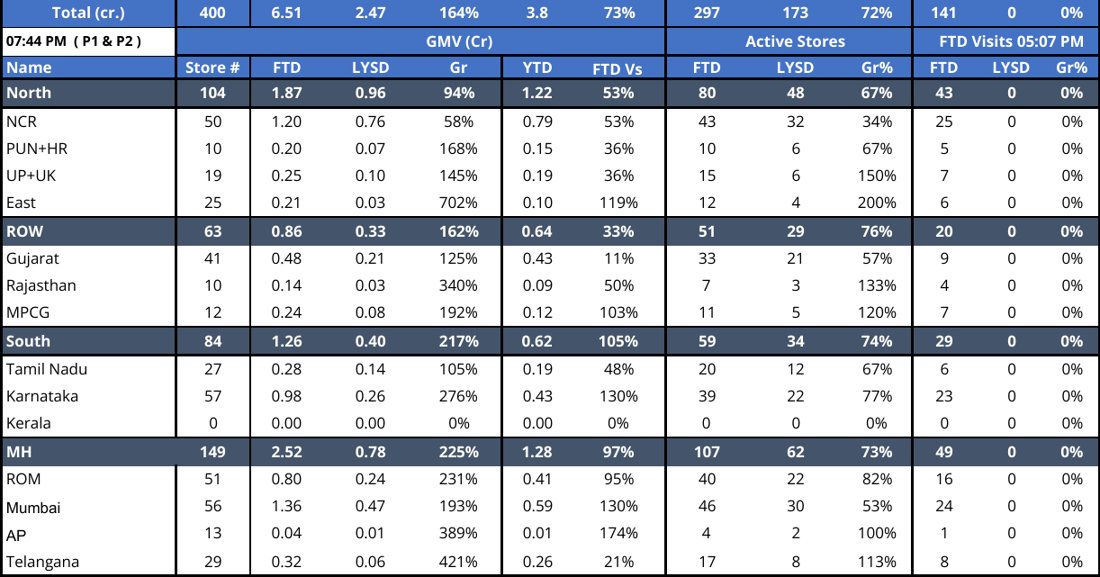 Total (cr.) 400 6.51 2.47 164% 3.8 73% 297 173 72% 141 0 0%
07:44 PM ( P1 & P2 ) GMV (Cr) Active Stores FTD Visits 05:07 PM
Name Store # FTD LYSD Gr YTD FTD Vs FTD LYSD Gr% FTD LYSD Gr%
North 104 1.87 0.96 94% 1.22 53% 80 48 67% 43 0 0%
NCR 50 1.20 0.76 58% 0.79 53% 43 32 34% 25 0 0%
PUN+HR 10 0.20 0.07 168% 0.15 36% 10 6 67% 5 0 0%
UP+UK 19 0.25 0.10 145% 0.19 36% 15 6 150% 7 0 0%
East 25 0.21 0.03 702% 0.10 119% 12 4 200% 6 0 0%
ROW 63 0.86 0.33 162% 0.64 33% 51 29 76% 20 0 0%
Gujarat 41 0.48 0.21 125% 0.43 11% 33 21 57% 9 0 0%
Rajasthan 10 0.14 0.03 340% 0.09 50% 7 3 133% 4 0 0%
MPCG 12 0.24 0.08 192% 0.12 103% 11 5 120% 7 0 0%
South 84 1.26 0.40 217% 0.62 105% 59 34 74% 29 0 0%
Tamil Nadu 27 0.28 0.14 105% 0.19 48% 20 12 67% 6 0 0%
Karnataka 57 0.98 0.26 276% 0.43 130% 39 22 77% 23 0 0%
Kerala 0 0.00 0.00 0% 0.00 0% 0 0 0% 0 0 0%
MH 149 2.52 0.78 225% 1.28 97% 107 62 73% 49 0 0%
ROM 51 0.80 0.24 231% 0.41 95% 40 22 82% 16 0 0%
Mumbai 56 1.36 0.47 193% 0.59 130% 46 30 53% 24 0 0%
AP 13 0.04 0.01 389% 0.01 174% 4 2 100% 1 0 0%
Telangana 29 0.32 0.06 421% 0.26 21% 17 8 113% 8 0 0%